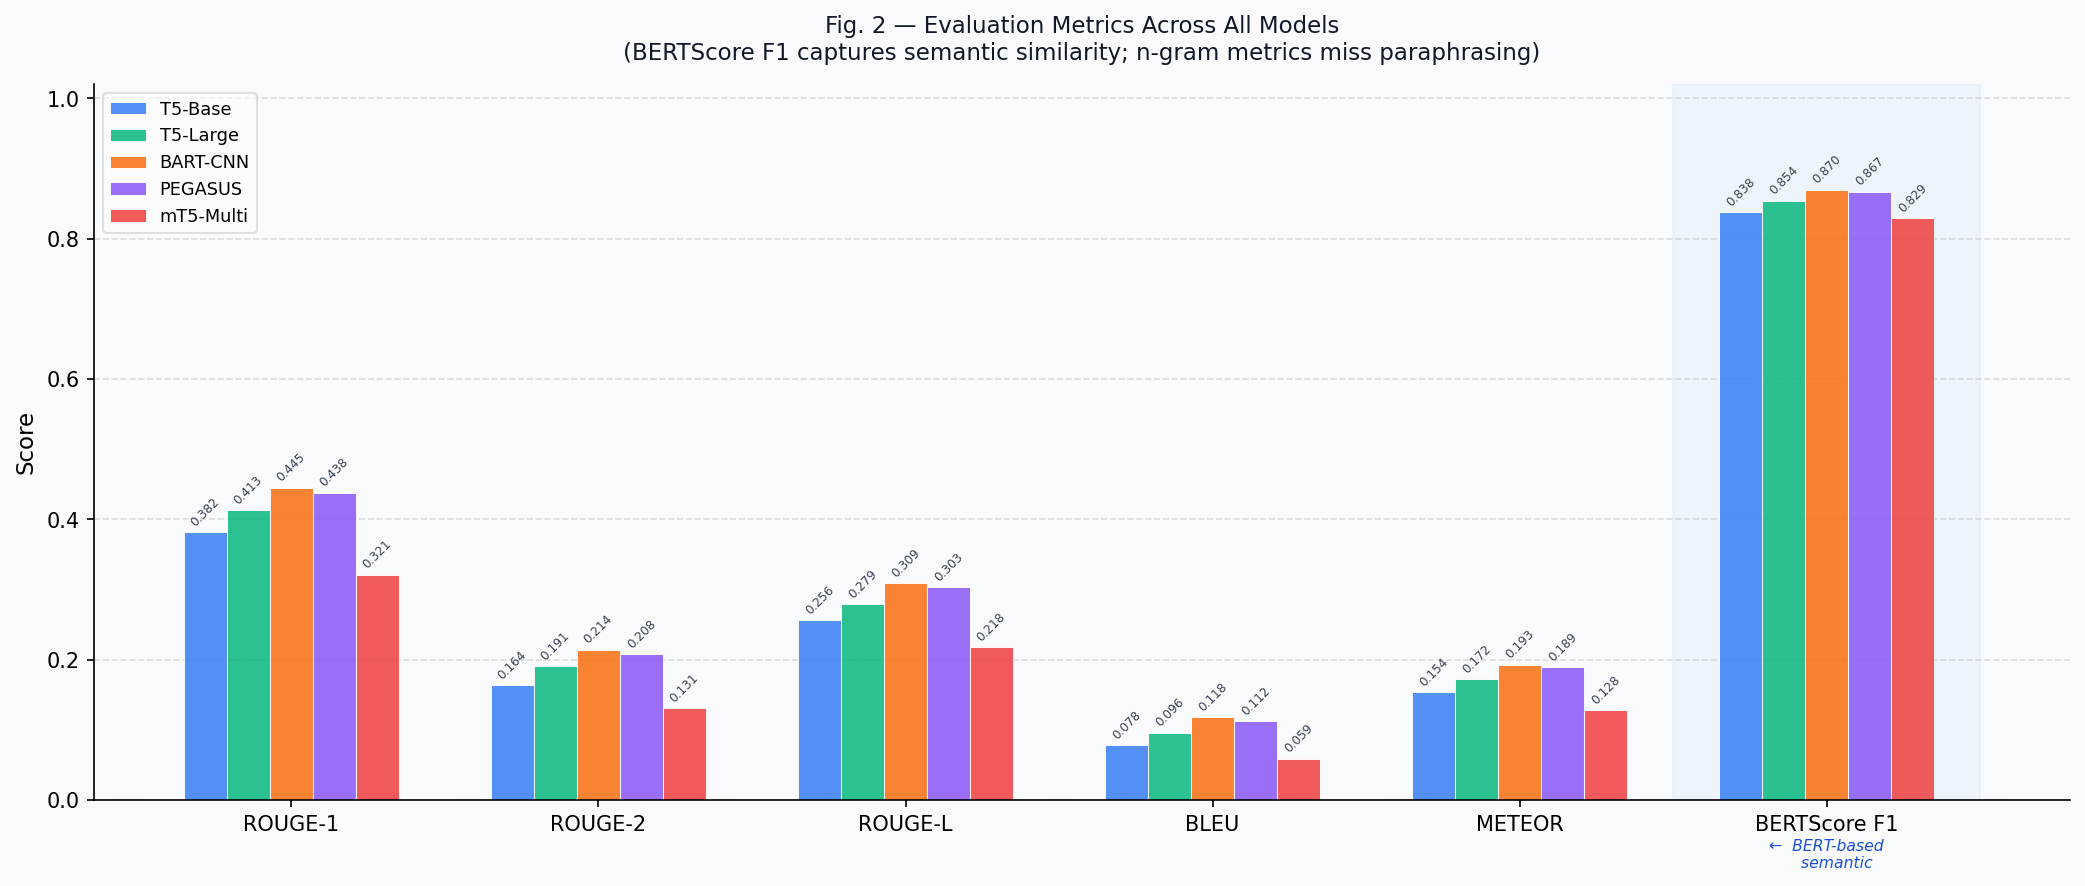 Fig. 2 — Evaluation Metrics Across All Models
(BERTScore F1 captures semantic similarity; n-gram metrics miss paraphrasing)
T5-Base
T5-Large
BART-CNN
PEGASUS
mT5-Multi
Score
1.0
0.8
0.6
0.4
0.2
0.0
0.382
0.413
0.445
0.438
0.321
0.164
0.191
0.214
0.208
0.131
0.256
0.279
0.309
0.303
0.218
0.078
0.096
0.118
0.112
0.059
0.154
0.172
0.193
0.189
0.128
0.838
0.854
0.870
0.867
0.829
ROUGE-1
ROUGE-2
ROUGE-L
BLEU
METEOR
BERTScore F1
← BERT-based
semantic